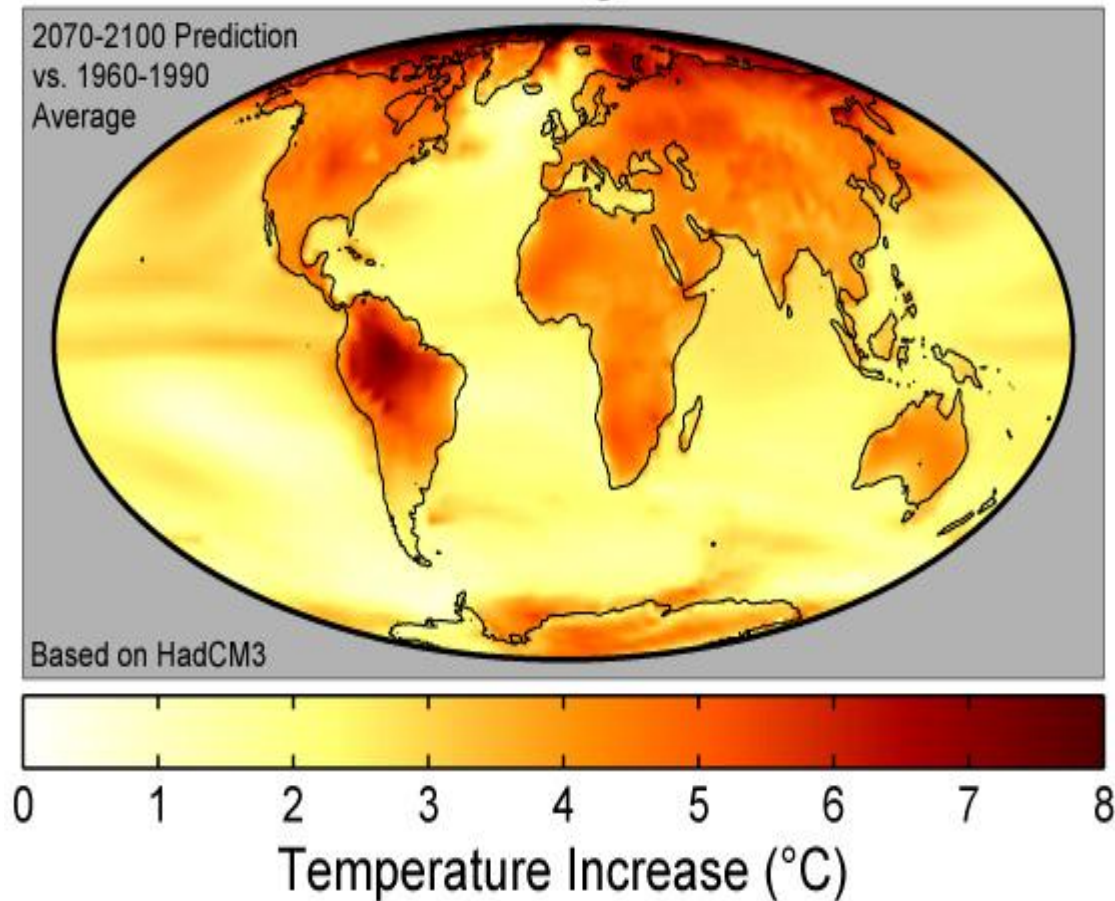 2070-2100 Prediction
vs. 1960-1990
Average
Based on HadCM3
0 1 2 3 4 5 6 7 8
Temperature Increase (°C)